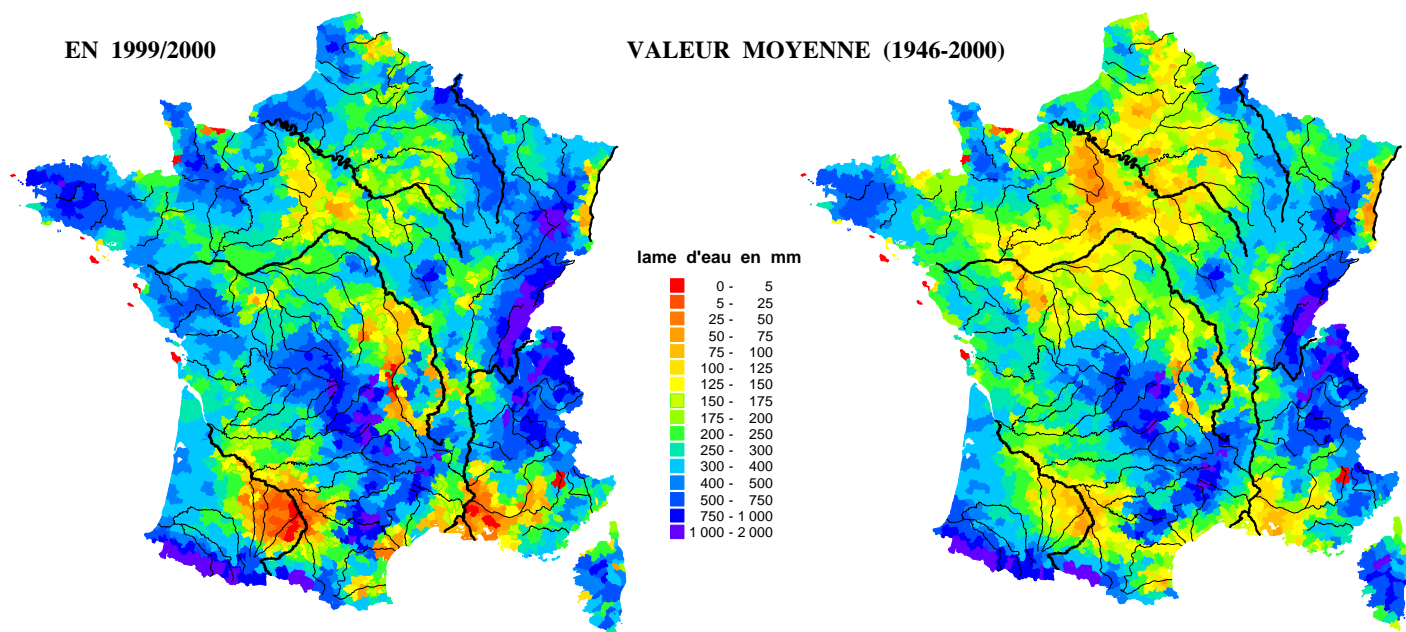 EN 1999/2000
VALEUR MOYENNE (1946-2000)
lame d'eau en mm
0 - 5
5 - 25
25 - 50
50 - 75
75 - 100
100 - 125
125 - 150
150 - 175
175 - 200
200 - 250
250 - 300
300 - 400
400 - 500
500 - 750
750 - 1 000
1 000 - 2 000